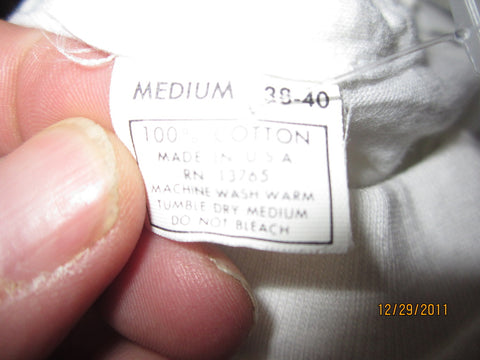 MEDIUM 38-40
100% COTTON
MADE IN U.S.A
RN 13765
MACHINE WASH WARM
TUMBLE DRY MEDIUM
DO NOT BLEACH
12/29/2011